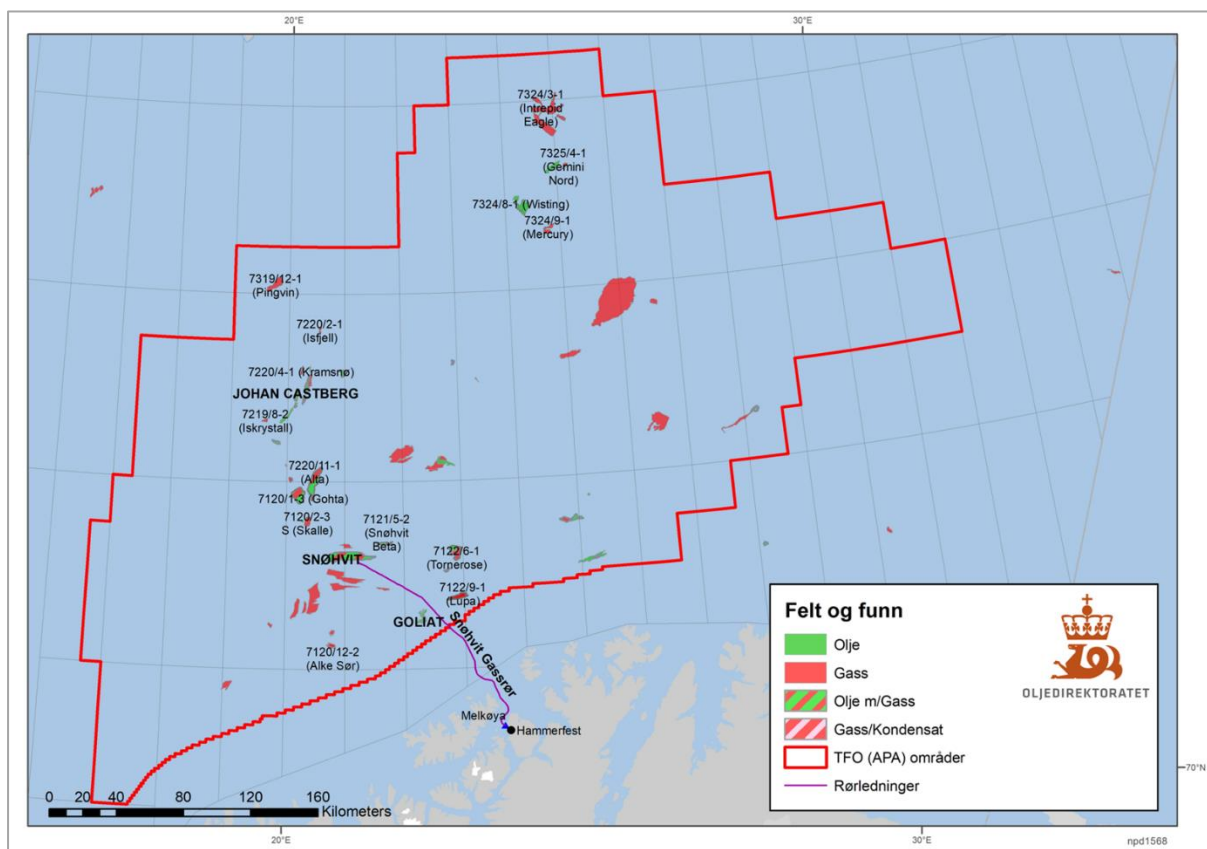 20°E
30°E
7324/3-1
(Intrepid
Eagle)
7325/4-1
(Gemini
Nord)
7324/8-1 (Wisting)
7324/9-1
(Mercury)
7319/12-1
(Pingvin)
7220/2-1
(Isfjell)
7220/4-1 (Kramsnø)
JOHAN CASTBERG
7219/8-2
(Iskrystall)
7220/11-1
(Alta)
7120/1-3 (Gohta)
7120/2-3
S (Skalle)
7121/5-2
(Snøhvit
Beta)
SNØHVIT
7122/6-1
(Tornerose)
7122/9-1
(Lupa)
GOLIAT
Snøhvit Gassrør
7120/12-2
(Alke Sør)
Melkøya
Hammerfest
Felt og funn
Olje
Gass
Olje m/Gass
Gass/Kondensat
TFO (APA) områder
Rørledninger
OLJEDIREKTORATET
70°N
0 20 40 80 120 160
Kilometers
20°E
30°E
npd1568